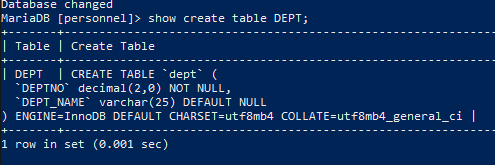 Database changed
MariaDB [personnel]> show create table DEPT;
+-------+----------------------------------------------------
| Table | Create Table
+-------+----------------------------------------------------
| DEPT  | CREATE TABLE `dept` (
  `DEPTNO` decimal(2,0) NOT NULL,
  `DEPT_NAME` varchar(25) DEFAULT NULL
) ENGINE=InnoDB DEFAULT CHARSET=utf8mb4 COLLATE=utf8mb4_general_ci |
+-------+----------------------------------------------------
1 row in set (0.001 sec)